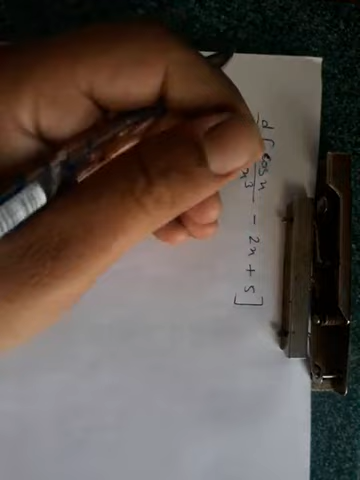 d [cos x / x³ - 2x + 5]